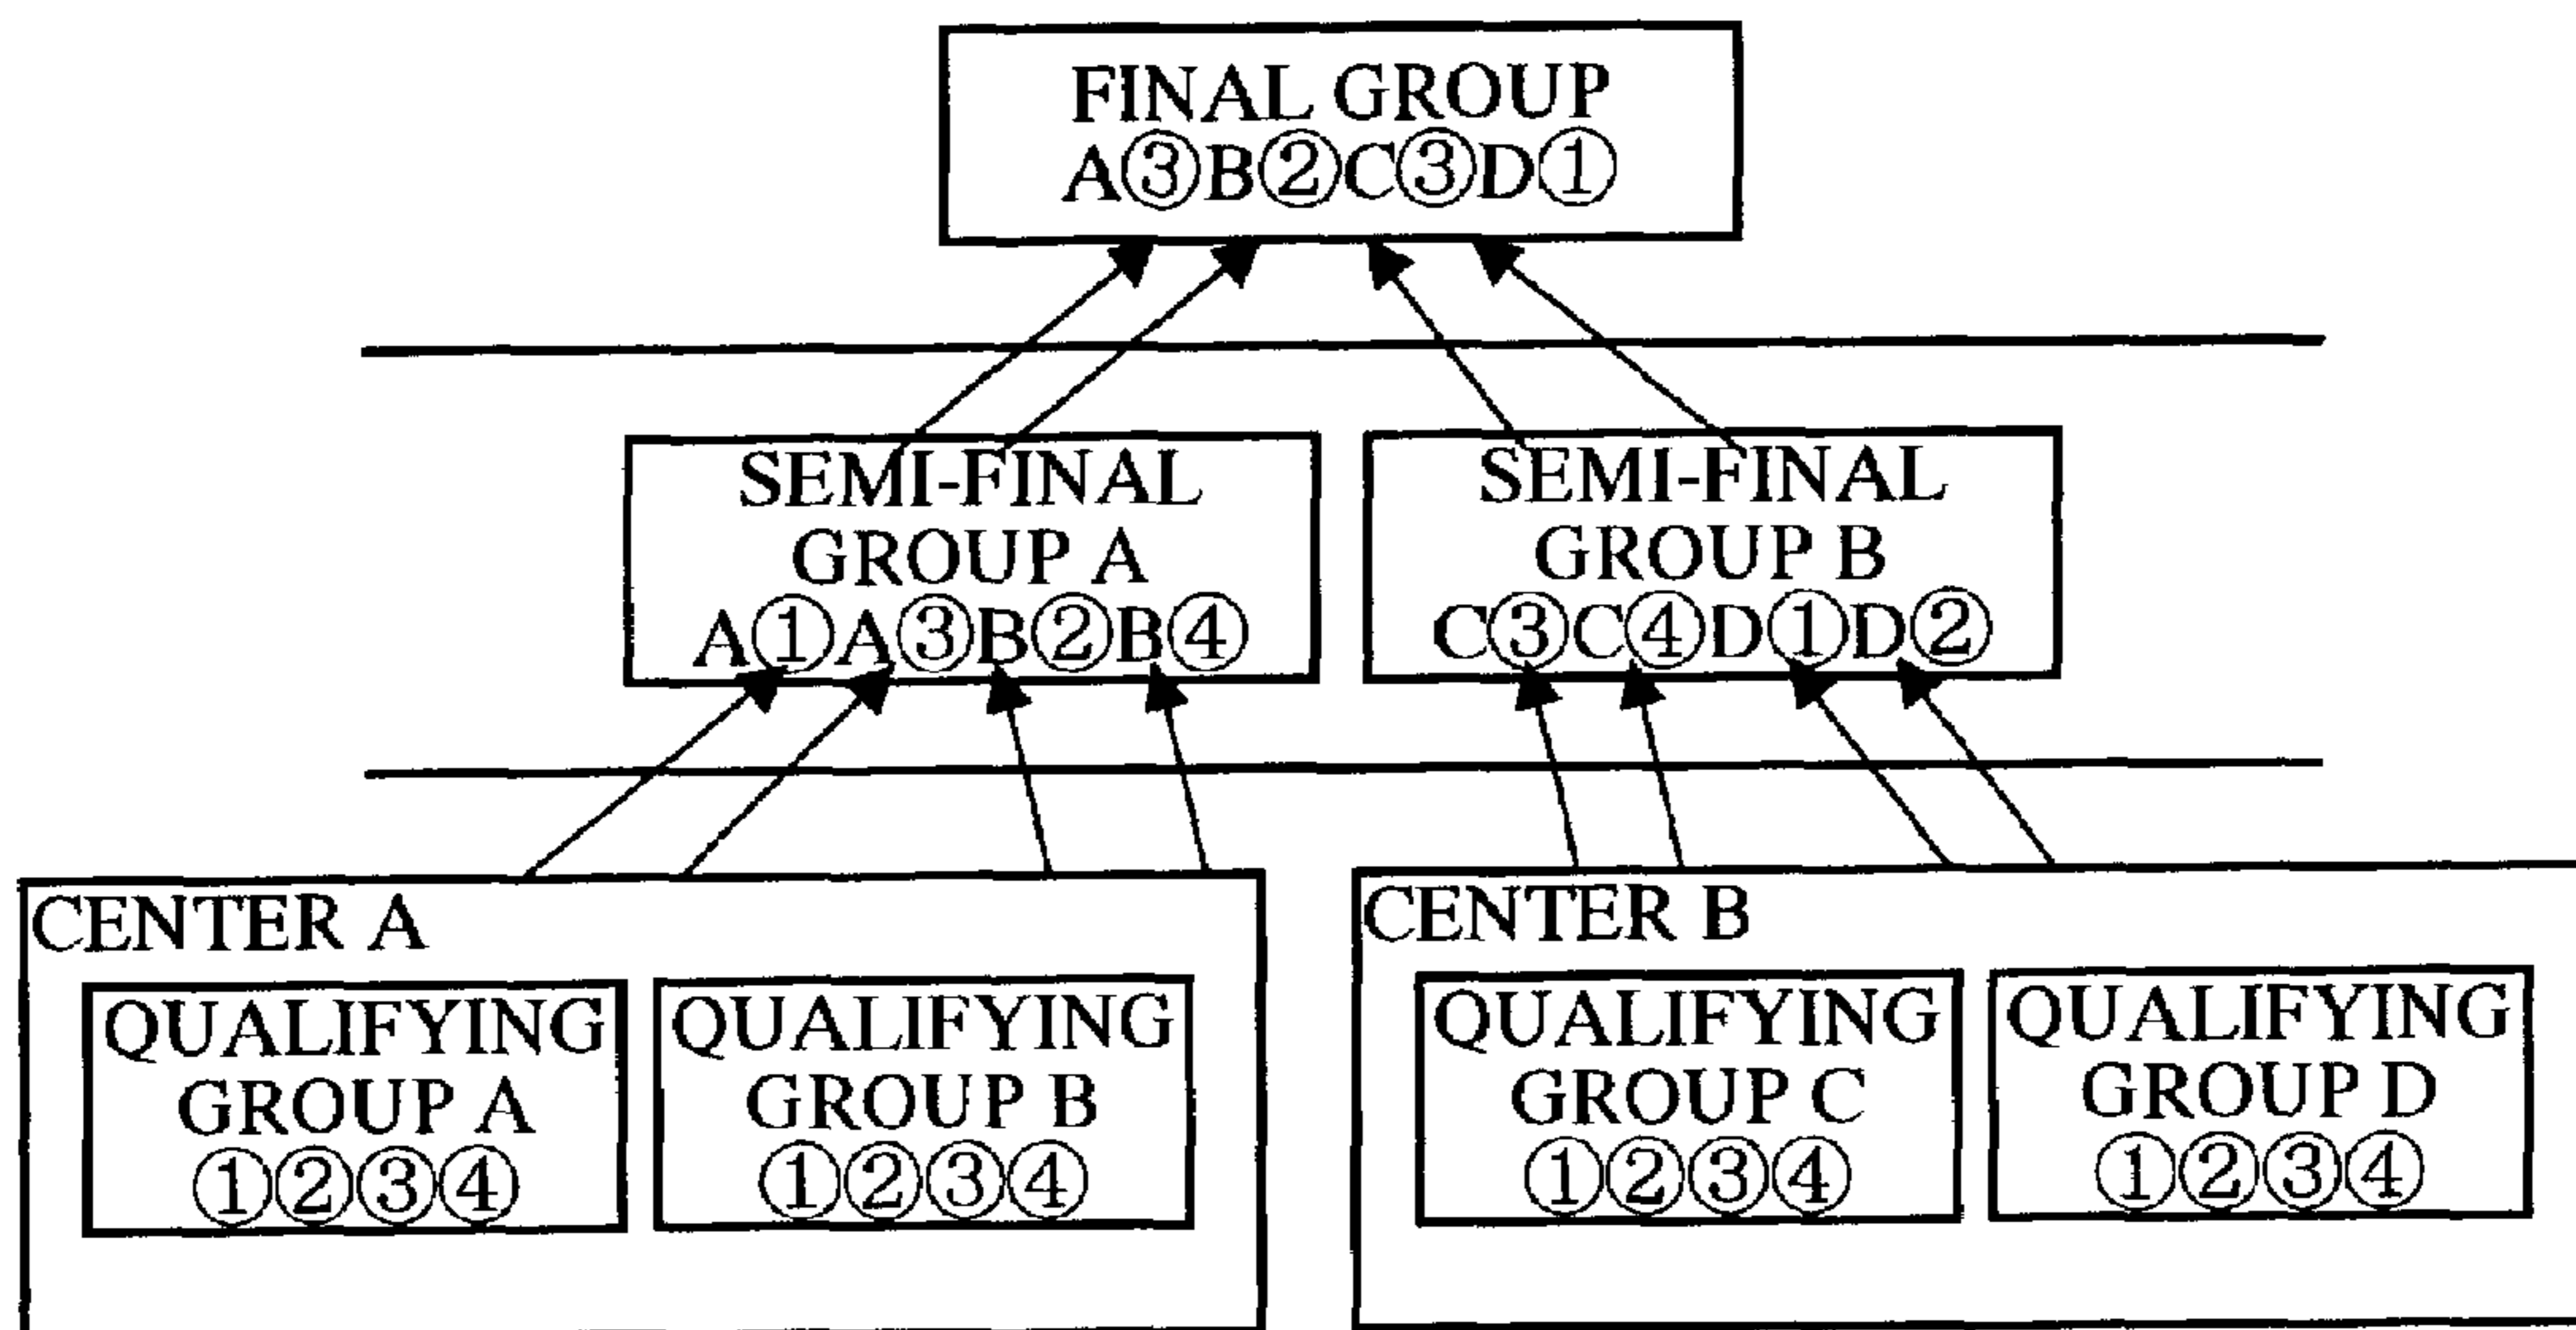 FINAL GROUP
A③B②C③D①
SEMI-FINAL
GROUP A
A①A③B②B④
SEMI-FINAL
GROUP B
C③C④D①D②
CENTER A
QUALIFYING
GROUP A
①②③④
QUALIFYING
GROUP B
①②③④
CENTER B
QUALIFYING
GROUP C
①②③④
QUALIFYING
GROUP D
①②③④